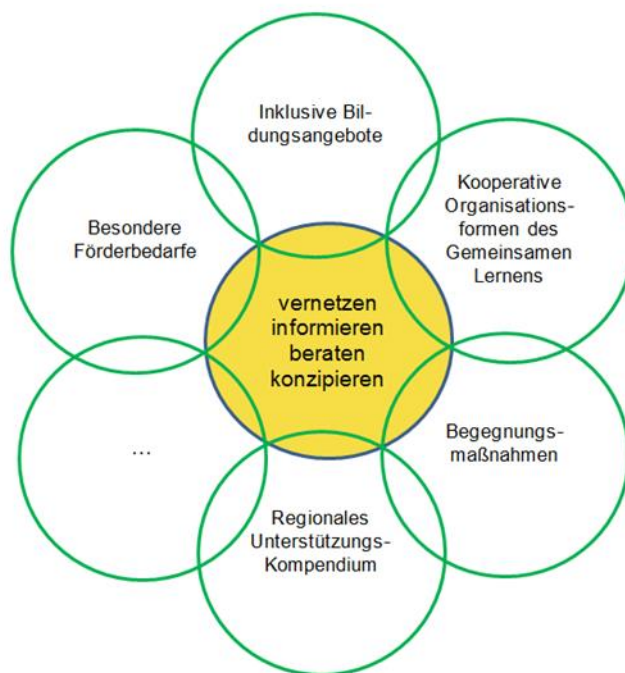 Inklusive Bil-
dungsangebote
Kooperative
Organisations-
formen des
Gemeinsamen
Lernens
Besondere
Förderbedarfe
vernetzen
informieren
beraten
konzipieren
Begegnungs-
maßnahmen
...
Regionales
Unterstützungs-
Kompendium